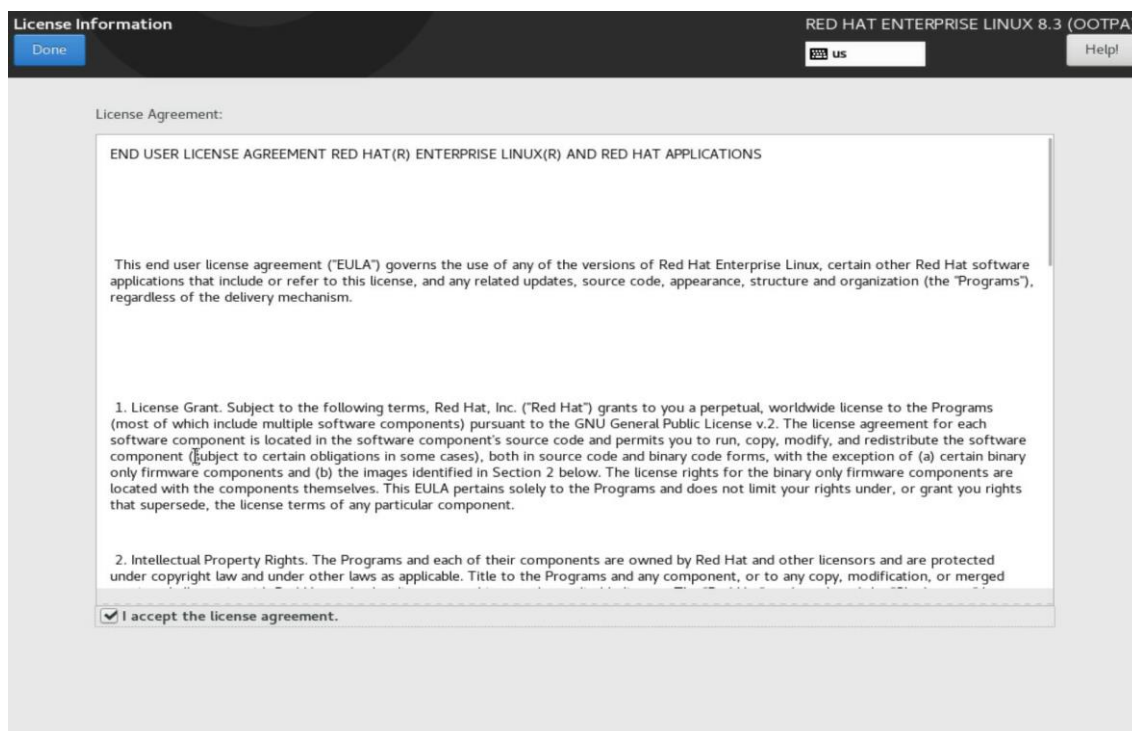 License Information
RED HAT ENTERPRISE LINUX 8.3 (OOTPA)
Done
us
Help!
License Agreement:
END USER LICENSE AGREEMENT RED HAT(R) ENTERPRISE LINUX(R) AND RED HAT APPLICATIONS
This end user license agreement ("EULA") governs the use of any of the versions of Red Hat Enterprise Linux, certain other Red Hat software
applications that include or refer to this license, and any related updates, source code, appearance, structure and organization (the "Programs"),
regardless of the delivery mechanism.
1. License Grant. Subject to the following terms, Red Hat, Inc. ("Red Hat") grants to you a perpetual, worldwide license to the Programs
(most of which include multiple software components) pursuant to the GNU General Public License v.2. The license agreement for each
software component is located in the software component's source code and permits you to run, copy, modify, and redistribute the software
component (subject to certain obligations in some cases), both in source code and binary code forms, with the exception of (a) certain binary
only firmware components and (b) the images identified in Section 2 below. The license rights for the binary only firmware components are
located with the components themselves. This EULA pertains solely to the Programs and does not limit your rights under, or grant you rights
that supersede, the license terms of any particular component.
2. Intellectual Property Rights. The Programs and each of their components are owned by Red Hat and other licensors and are protected
under copyright law and under other laws as applicable. Title to the Programs and any component, or to any copy, modification, or merged
I accept the license agreement.